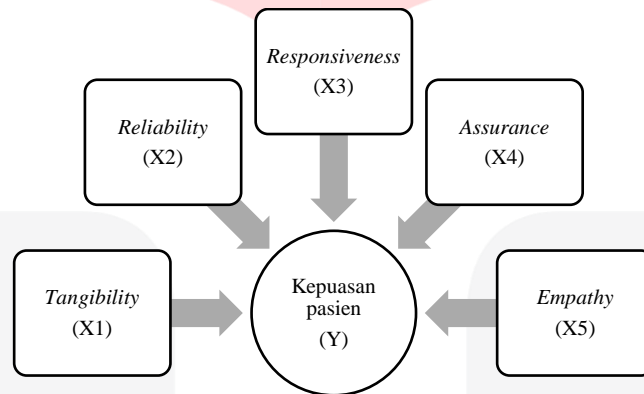 Responsiveness
(X3)
Reliability
(X2)
Assurance
(X4)
Tangibility
(X1)
Kepuasan
pasien
(Y)
Empathy
(X5)